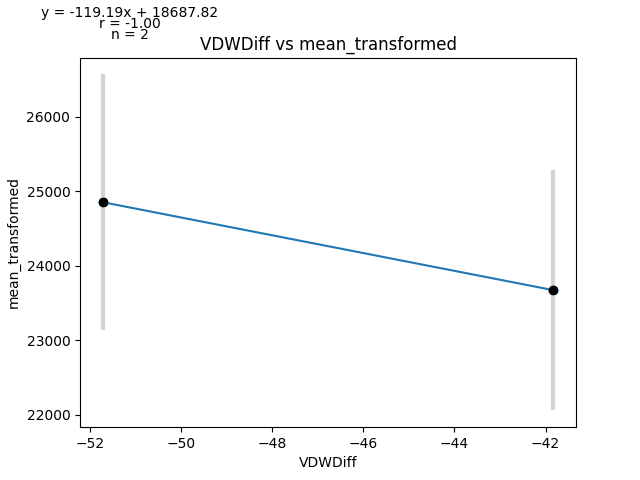 y = -119.19x + 18687.82
r = -1.00
n = 2
VDWDiff vs mean_transformed
26000
25000
24000
23000
22000
mean_transformed
−52
−50
−48
−46
−44
−42
VDWDiff